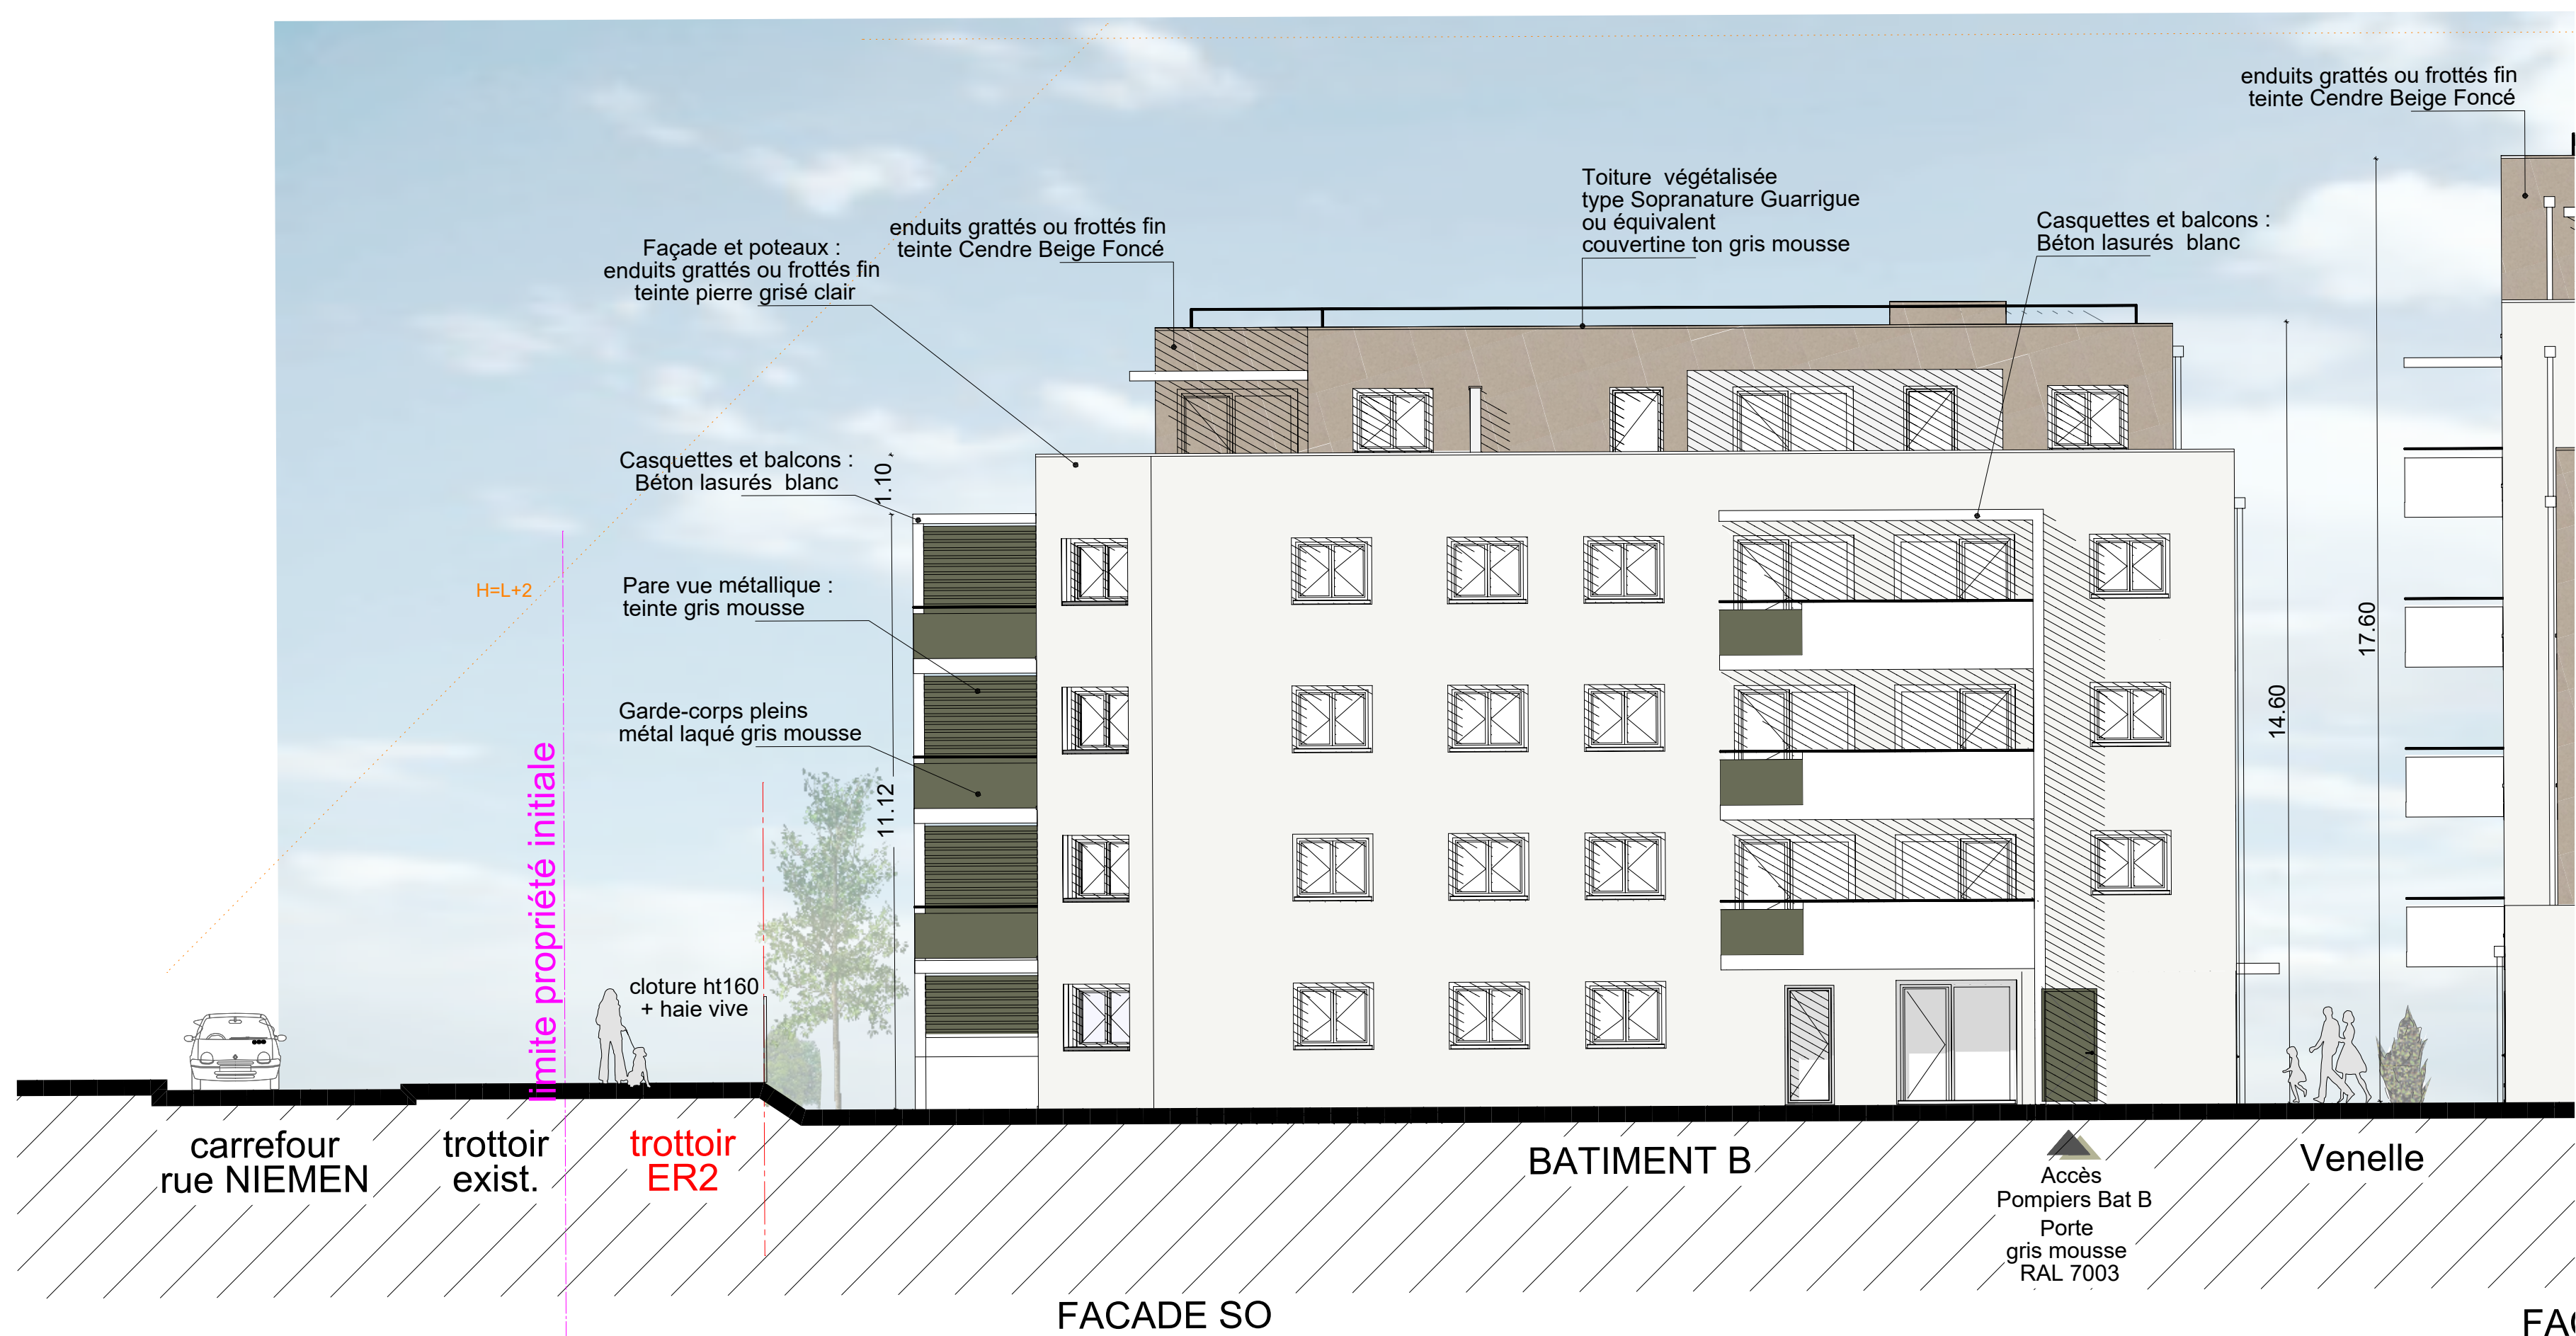 enduits grattés ou frottés fin
teinte Cendre Beige Foncé
Toiture végétalisée
type Sopranature Guarrigue
ou équivalent
couvertine ton gris mousse
Casquettes et balcons :
Béton lasurés blanc
enduits grattés ou frottés fin
teinte Cendre Beige Foncé
Façade et poteaux :
enduits grattés ou frottés fin
teinte pierre grisé clair
Casquettes et balcons :
Béton lasurés blanc
1.10
H=L+2
Pare vue métallique :
teinte gris mousse
Garde-corps pleins
métal laqué gris mousse
11.12
17.60
14.60
limite propriété initiale
cloture ht160
+ haie vive
carrefour
rue NIEMEN
trottoir
exist.
trottoir
ER2
BATIMENT B
Accès
Pompiers Bat B
Porte
gris mousse
RAL 7003
Venelle
FACADE SO